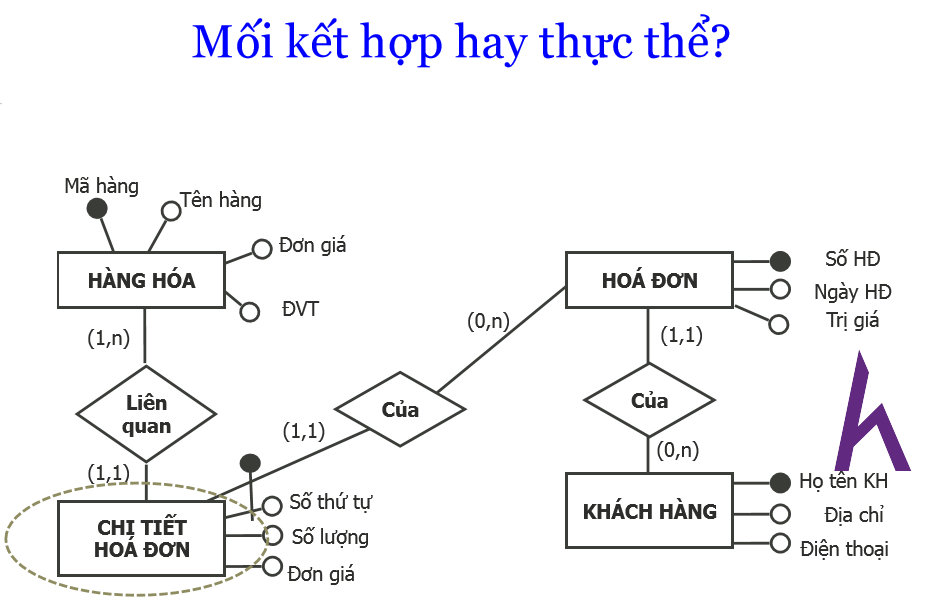 Mối kết hợp hay thực thể?
Mã hàng
Tên hàng
Đơn giá
HÀNG HÓA
ĐVT
HOÁ ĐƠN
Số HĐ
Ngày HĐ
Trị giá
(1,n)
(0,n)
(1,1)
Liên
quan
Của
Của
(1,1)
(1,1)
(0,n)
CHI TIẾT
HOÁ ĐƠN
Số thứ tự
Số lượng
Đơn giá
KHÁCH HÀNG
Họ tên KH
Địa chỉ
Điện thoại